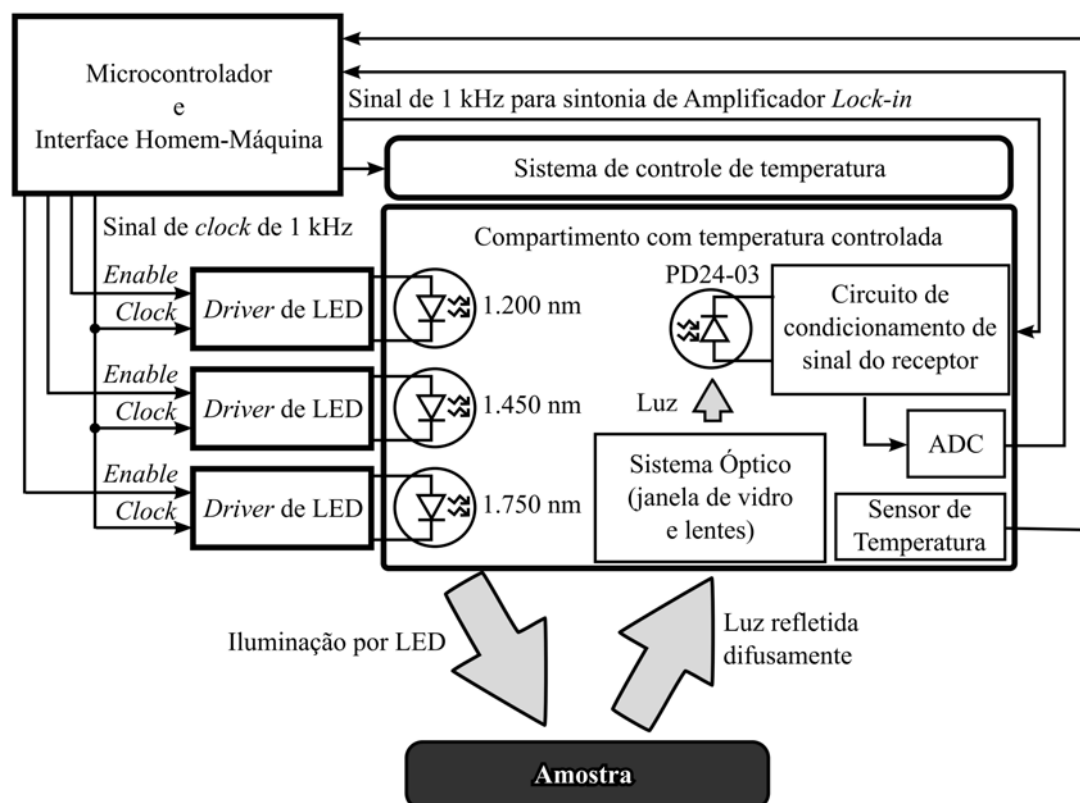 Microcontrolador
e
Interface Homem-Máquina
Sinal de 1 kHz para sintonia de Amplificador Lock-in
Sistema de controle de temperatura
Sinal de clock de 1 kHz
Compartimento com temperatura controlada
Enable
Clock
Driver de LED
1.200 nm
PD24-03
Circuito de
condicionamento de
sinal do receptor
Enable
Clock
Driver de LED
1.450 nm
Luz
ADC
Enable
Clock
Driver de LED
1.750 nm
Sistema Óptico
(janela de vidro
e lentes)
Sensor de
Temperatura
Iluminação por LED
Luz refletida
difusamente
Amostra